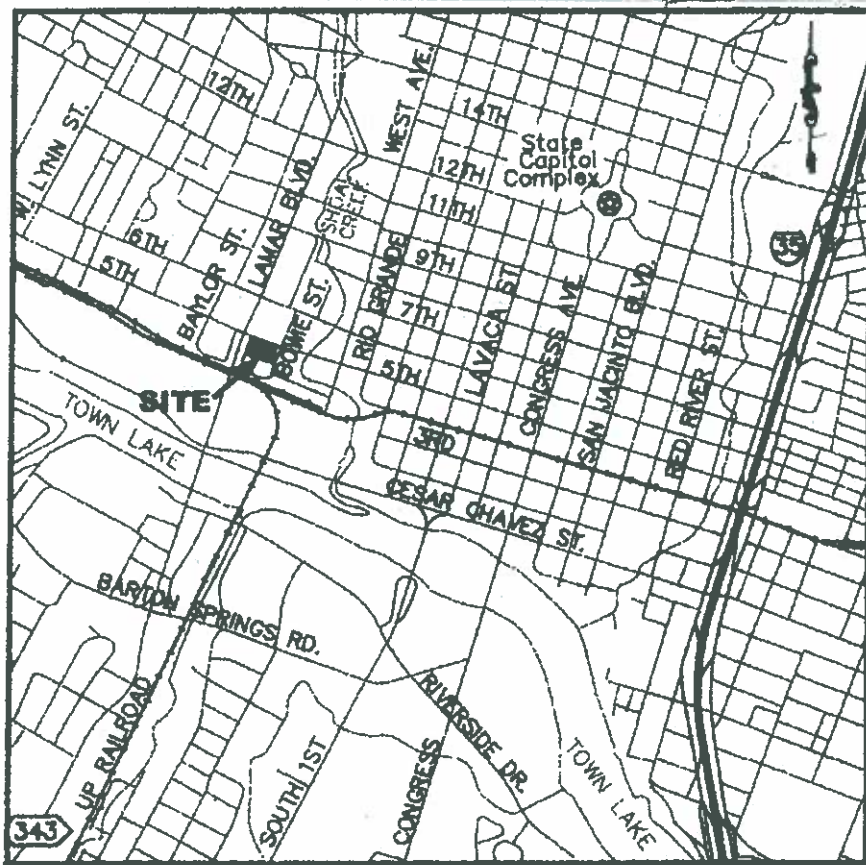 12TH
W. LYNN ST.
LAMAR BLVD.
WEST AVE.
14TH
State
Capitol
Complex
12TH
11TH
SHOAL
CREEK
35
6TH
5TH
BAYLOR ST.
BOWIE ST.
RIO GRANDE
9TH
7TH
5TH
LAVACA ST
CONGRESS AVE.
SAN JACINTO BLVD.
RED RIVER ST.
SITE
TOWN LAKE
3RD
CESAR CHAVEZ ST.
BARTON SPRINGS RD.
UP RAILROAD
SOUTH 1ST
CONGRESS
RIVERSIDE DR.
TOWN LAKE
343